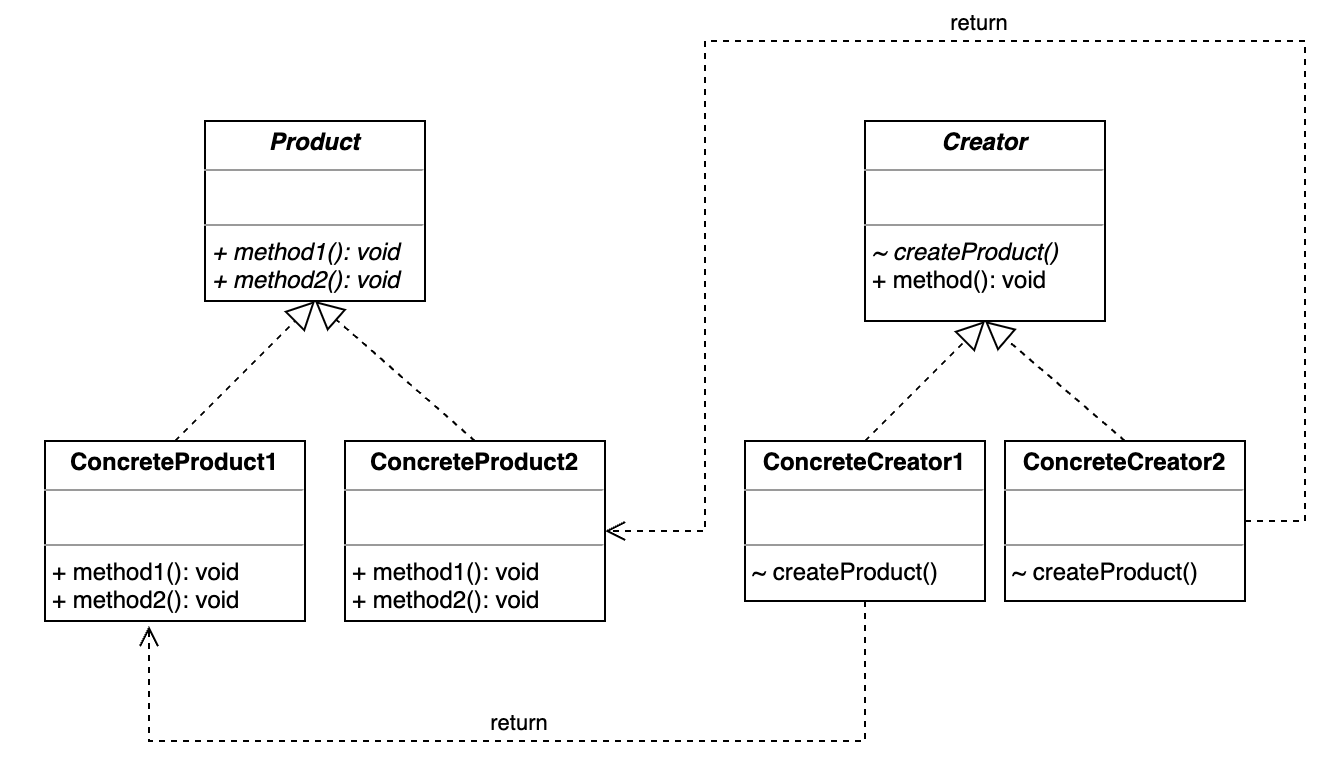 return
Product
+ method1(): void
+ method2(): void
Creator
~ createProduct()
+ method(): void
ConcreteProduct1
+ method1(): void
+ method2(): void
ConcreteProduct2
+ method1(): void
+ method2(): void
ConcreteCreator1
~ createProduct()
ConcreteCreator2
~ createProduct()
return